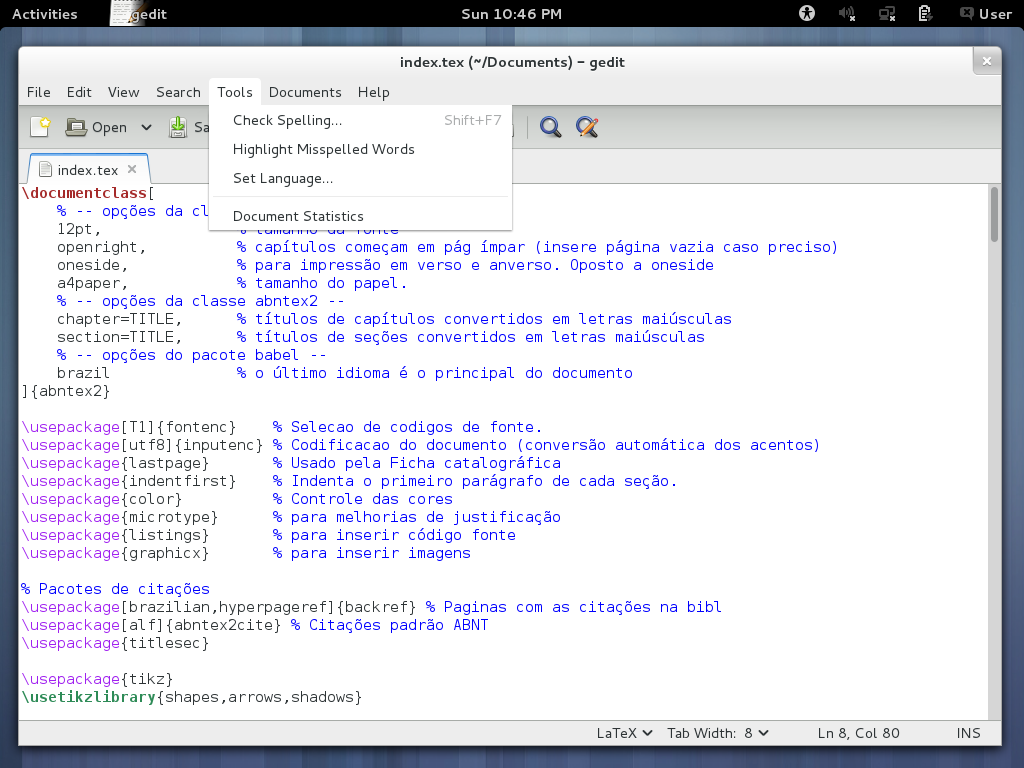 Activities gedit Sun 10:46 PM User
index.tex (~/Documents) - gedit
File Edit View Search Tools Documents Help
Open Sa
Check Spelling... Shift+F7
Highlight Misspelled Words
Set Language...
Document Statistics
index.tex
\documentclass[
% -- opções da cl
12pt, % tamanho da fonte
openright, % capítulos começam em pág ímpar (insere página vazia caso preciso)
oneside, % para impressão em verso e anverso. Oposto a oneside
a4paper, % tamanho do papel.
% -- opções da classe abntex2 --
chapter=TITLE, % títulos de capítulos convertidos em letras maiúsculas
section=TITLE, % títulos de seções convertidos em letras maiúsculas
% -- opções do pacote babel --
brazil % o último idioma é o principal do documento
]{abntex2}
\usepackage[T1]{fontenc} % Selecao de codigos de fonte.
\usepackage[utf8]{inputenc} % Codificacao do documento (conversão automática dos acentos)
\usepackage{lastpage} % Usado pela Ficha catalográfica
\usepackage{indentfirst} % Indenta o primeiro parágrafo de cada seção.
\usepackage{color} % Controle das cores
\usepackage{microtype} % para melhorias de justificação
\usepackage{listings} % para inserir código fonte
\usepackage{graphicx} % para inserir imagens
% Pacotes de citações
\usepackage[brazilian,hyperpageref]{backref} % Paginas com as citações na bibl
\usepackage[alf]{abntex2cite} % Citações padrão ABNT
\usepackage{titlesec}
\usepackage{tikz}
\usetikzlibrary{shapes,arrows,shadows}
LaTeX Tab Width: 8 Ln 8, Col 80 INS